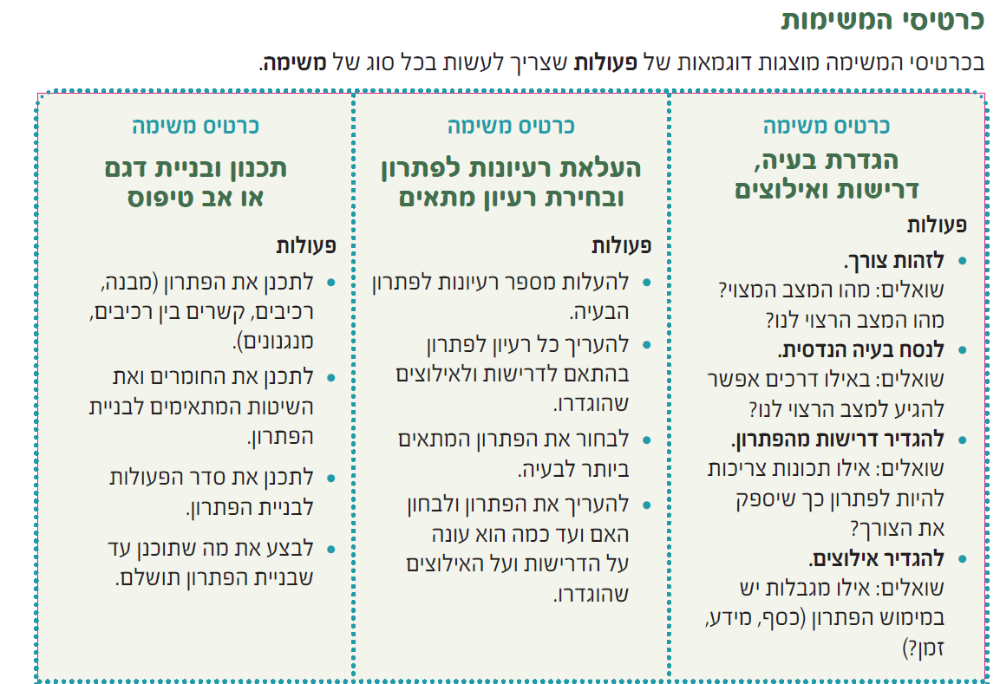 כרטיסי המשימות
בכרטיסי המשימה מוצגות דוגמאות של פעולות שצריך לעשות בכל סוג של משימה.
כרטיס משימה
הגדרת בעיה,
דרישות ואילוצים
פעולות
• לזהות צורך.
שואלים: מהו המצב המצוי?
מהו המצב הרצוי לנו?
• לנסח בעיה הנדסית.
שואלים: באילו דרכים אפשר
להגיע למצב הרצוי לנו?
• להגדיר דרישות מהפתרון.
שואלים: אילו תכונות צריכות
להיות לפתרון כך שיספק
את הצורך?
• להגדיר אילוצים.
שואלים: אילו מגבלות יש
במימוש הפתרון (כסף, מידע,
זמן?)
כרטיס משימה
העלאת רעיונות לפתרון
ובחירת רעיון מתאים
פעולות
• להעלות מספר רעיונות לפתרון
הבעיה.
• להעריך כל רעיון לפתרון
בהתאם לדרישות ולאילוצים
שהוגדרו.
• לבחור את הפתרון המתאים
ביותר לבעיה.
• להעריך את הפתרון ולבחון
האם ועד כמה הוא עונה
על הדרישות ועל האילוצים
שהוגדרו.
כרטיס משימה
תכנון ובניית דגם
או אב טיפוס
פעולות
• לתכנן את הפתרון (מבנה,
רכיבים, קשרים בין רכיבים,
מנגנונים).
• לתכנן את החומרים ואת
השיטות המתאימים לבניית
הפתרון.
• לתכנן את סדר הפעולות
לבניית הפתרון.
• לבצע את מה שתוכנן עד
שבניית הפתרון תושלם.